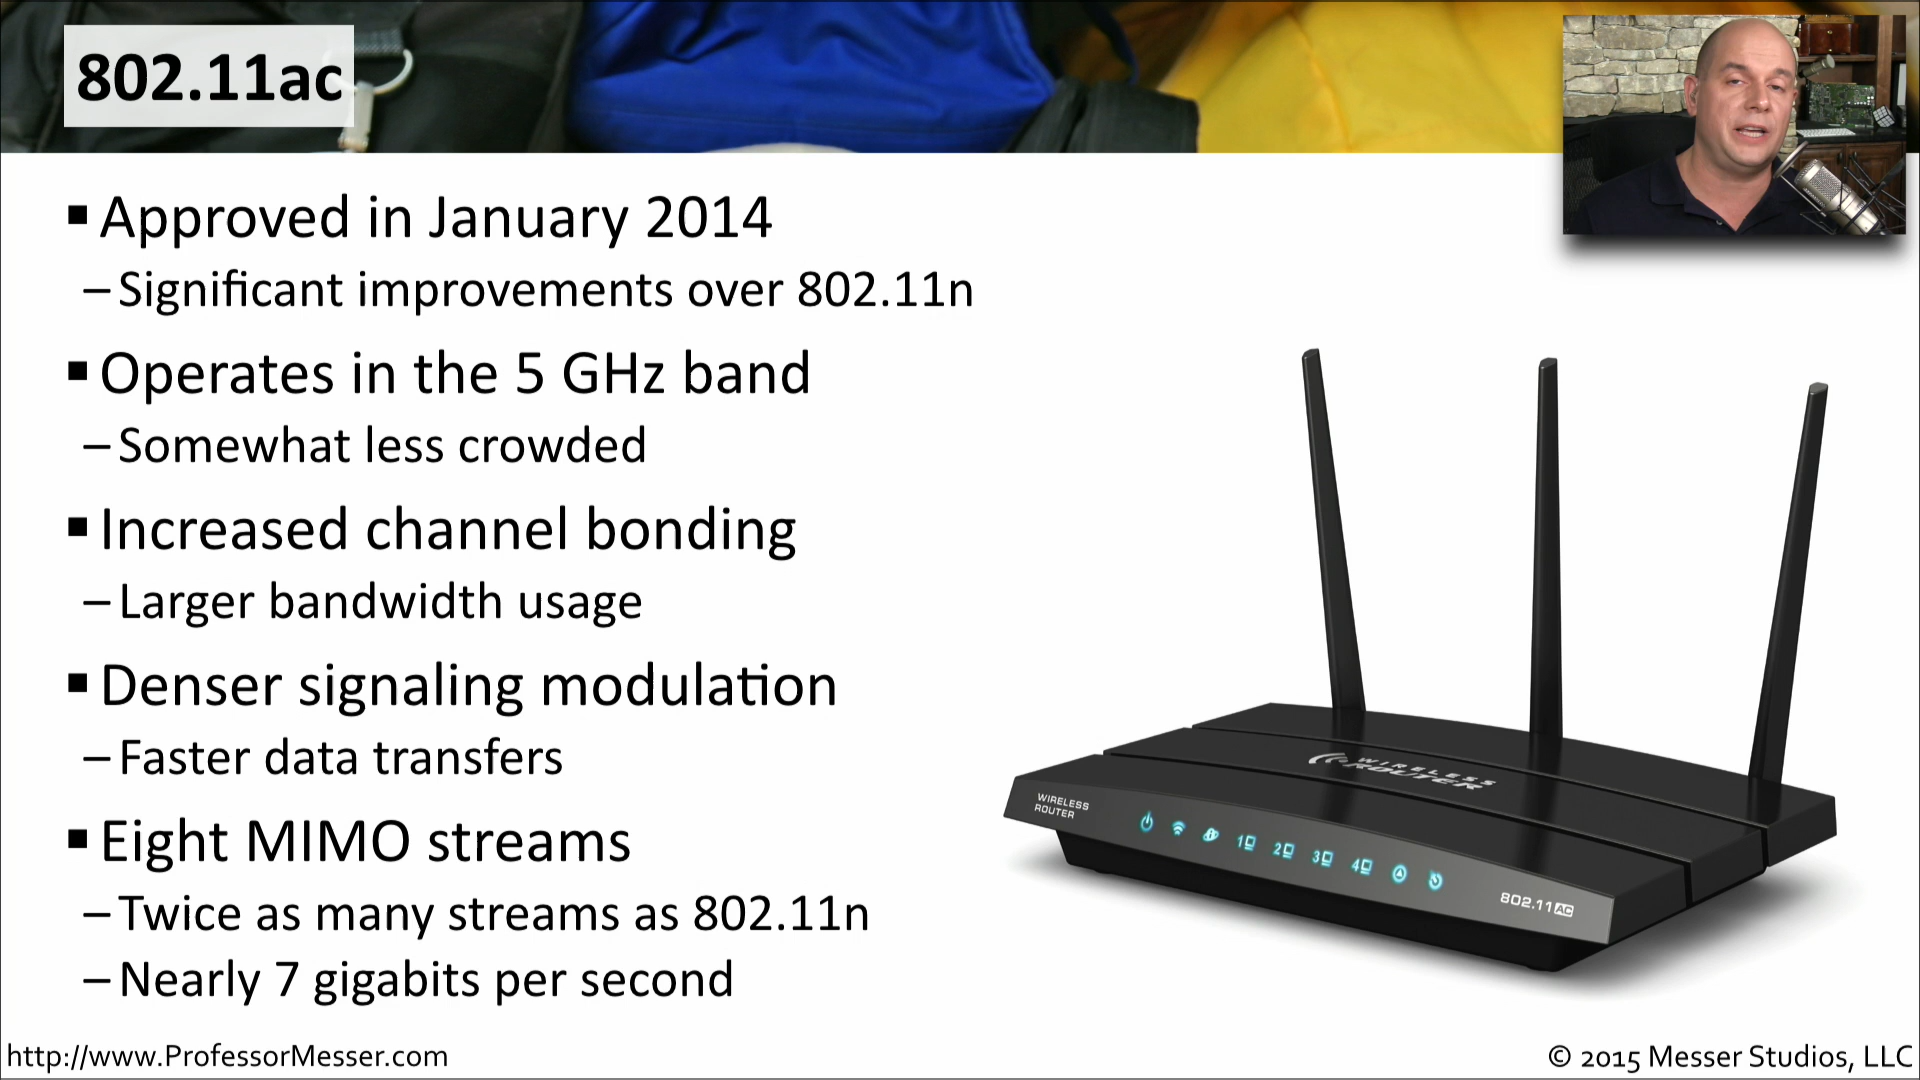 802.11ac
▪ Approved in January 2014
– Significant improvements over 802.11n
▪ Operates in the 5 GHz band
– Somewhat less crowded
▪ Increased channel bonding
– Larger bandwidth usage
▪ Denser signaling modulation
– Faster data transfers
▪ Eight MIMO streams
– Twice as many streams as 802.11n
– Nearly 7 gigabits per second
WIRELESS
ROUTER
WIRELESS
ROUTER
1 2 3 4
802.11AC
http://www.ProfessorMesser.com
© 2015 Messer Studios, LLC